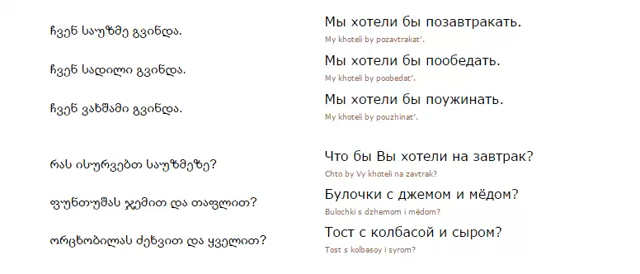 ჩვენ საუზმე გვინდა.
Мы хотели бы позавтракать.
My khoteli by pozavtrakatʹ.
ჩვენ სადილი გვინდა.
Мы хотели бы пообедать.
My khoteli by poobedatʹ.
ჩვენ ვახშამი გვინდა.
Мы хотели бы поужинать.
My khoteli by pouzhinatʹ.
რას ისურვებთ საუზმეზე?
Что бы Вы хотели на завтрак?
Chto by Vy khoteli na zavtrak?
ფუნთუშას ჯემით და თაფლით?
Булочки с джемом и мёдом?
Bulochki s dzhemom i mëdom?
ორცხობილას ძეხვით და ყველით?
Тост с колбасой и сыром?
Tost s kolbasoy i syrom?